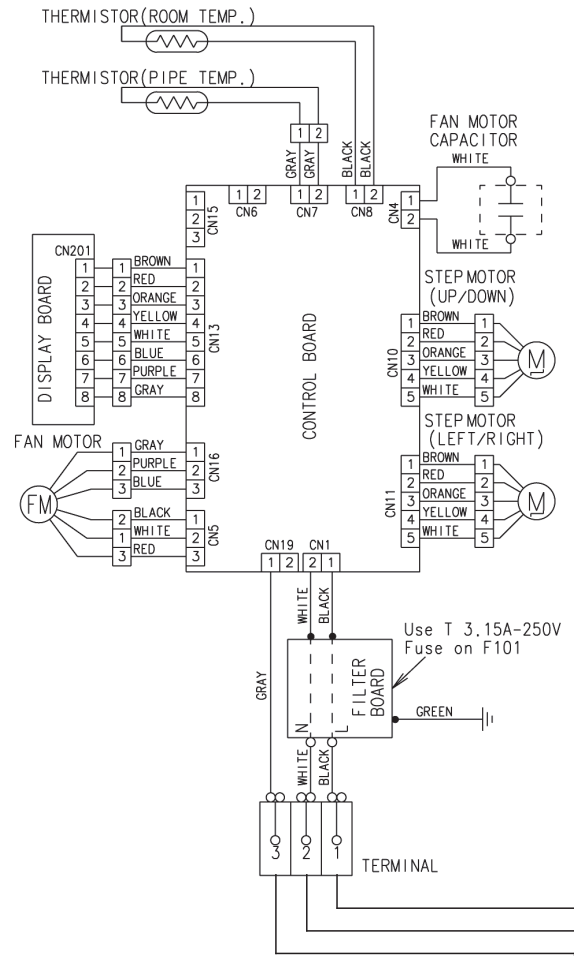 THERMISTOR(ROOM TEMP.)
THERMISTOR(PIPE TEMP.)
1 2
GRAY
GRAY
BLACK
BLACK
FAN MOTOR
CAPACITOR
WHITE
WHITE
1
2
3
CN15
1 2
CN6
1 2
CN7
1 2
CN8
CN4
1
2
CONTROL BOARD
DISPLAY BOARD
CN201
1 1 BROWN 1
2 2 RED 2
3 3 ORANGE 3
4 4 YELLOW 4
5 5 WHITE 5
6 6 BLUE 6
7 7 PURPLE 7
8 8 GRAY 8
CN13
STEP MOTOR
(UP/DOWN)
CN10
1 BROWN 1
2 RED 2
3 ORANGE 3
4 YELLOW 4
5 WHITE 5
M
FAN MOTOR
FM
1 GRAY 1
2 PURPLE 2
3 BLUE 3
CN16
2 BLACK 1
1 WHITE 2
3 RED 3
CN5
STEP MOTOR
(LEFT/RIGHT)
CN11
1 BROWN 1
2 RED 2
3 ORANGE 3
4 YELLOW 4
5 WHITE 5
M
CN19
1 2
CN1
2 1
WHITE
BLACK
GRAY
Use T 3.15A-250V
Fuse on F101
FILTER
BOARD
N
L
GREEN
WHITE
BLACK
3 2 1
TERMINAL